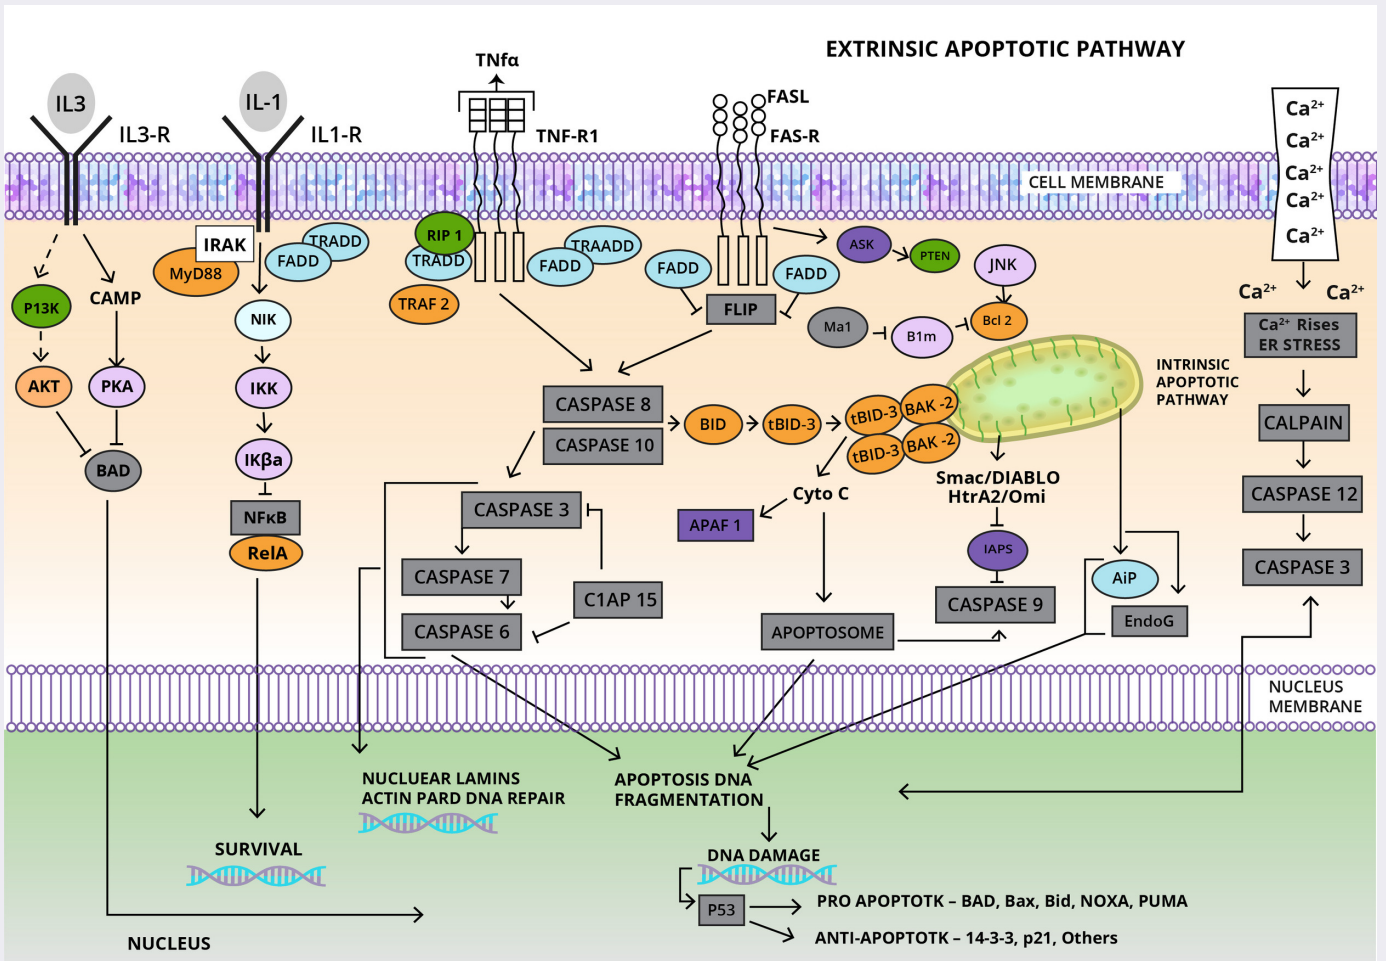 EXTRINSIC APOPTOTIC PATHWAY
TNfα
IL3
IL3-R
IL-1
IL1-R
TNF-R1
FASL
FAS-R
Ca²⁺
Ca²⁺
Ca²⁺
Ca²⁺
Ca²⁺
CELL MEMBRANE
IRAK
MyD88
TRADD
FADD
RIP 1
TRADD
TRAF 2
TRAADD
FADD
FADD
FADD
FLIP
ASK
PTEN
JNK
Ma1
B1m
Bcl 2
Ca²⁺
Ca²⁺
Ca²⁺ Rises
ER STRESS
P13K
CAMP
NIK
AKT
PKA
IKK
BAD
IKβa
NFκB
RelA
CASPASE 8
CASPASE 10
BID
tBID-3
tBID-3
BAK -2
tBID-3
BAK -2
INTRINSIC
APOPTOTIC
PATHWAY
CALPAIN
CASPASE 12
CASPASE 3
Cyto C
Smac/DIABLO
HtrA2/Omi
APAF 1
IAPS
CASPASE 9
AiP
EndoG
CASPASE 3
CASPASE 7
CASPASE 6
C1AP 15
APOPTOSOME
NUCLEUS
MEMBRANE
NUCLUEAR LAMINS
ACTIN PARD DNA REPAIR
APOPTOSIS DNA
FRAGMENTATION
SURVIVAL
DNA DAMAGE
P53
PRO APOPTOTK – BAD, Bax, Bid, NOXA, PUMA
ANTI-APOPTOTK – 14-3-3, p21, Others
NUCLEUS